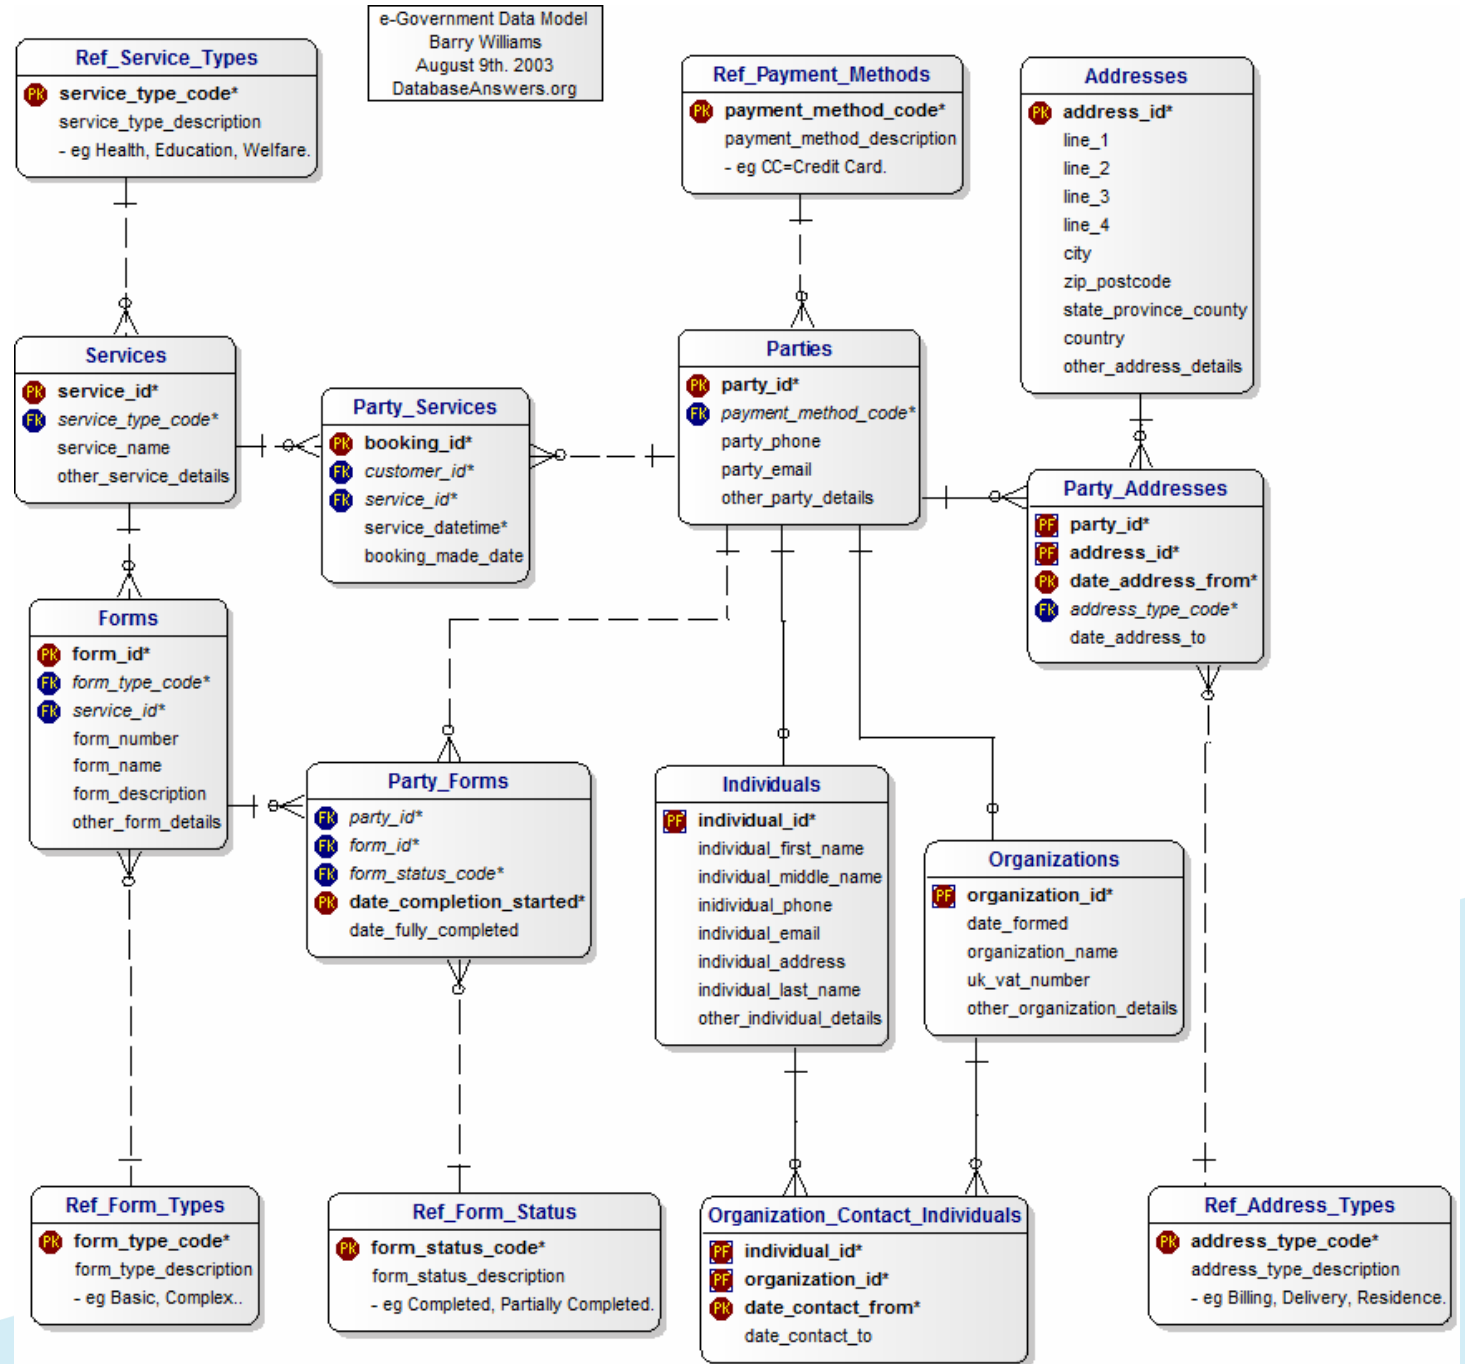 e-Government Data Model
Barry Williams
August 9th. 2003
DatabaseAnswers.org
Ref_Service_Types
PK service_type_code*
service_type_description
- eg Health, Education, Welfare.
Ref_Payment_Methods
PK payment_method_code*
payment_method_description
- eg CC=Credit Card.
Addresses
PK address_id*
line_1
line_2
line_3
line_4
city
zip_postcode
state_province_county
country
other_address_details
Services
PK service_id*
FK service_type_code*
service_name
other_service_details
Party_Services
PK booking_id*
FK customer_id*
FK service_id*
service_datetime*
booking_made_date
Parties
PK party_id*
FK payment_method_code*
party_phone
party_email
other_party_details
Party_Addresses
PF party_id*
PF address_id*
PK date_address_from*
FK address_type_code*
date_address_to
Forms
PK form_id*
FK form_type_code*
FK service_id*
form_number
form_name
form_description
other_form_details
Party_Forms
FK party_id*
FK form_id*
FK form_status_code*
PK date_completion_started*
date_fully_completed
Individuals
PF individual_id*
individual_first_name
individual_middle_name
inidividual_phone
individual_email
individual_address
individual_last_name
other_individual_details
Organizations
PF organization_id*
date_formed
organization_name
uk_vat_number
other_organization_details
Ref_Form_Types
PK form_type_code*
form_type_description
- eg Basic, Complex..
Ref_Form_Status
PK form_status_code*
form_status_description
- eg Completed, Partially Completed.
Organization_Contact_Individuals
PF individual_id*
PF organization_id*
PK date_contact_from*
date_contact_to
Ref_Address_Types
PK address_type_code*
address_type_description
- eg Billing, Delivery, Residence.